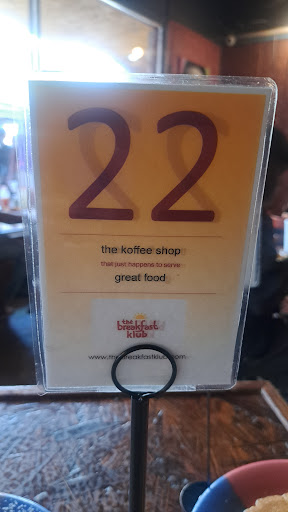 22
the koffee shop
that just happens to serve
great food
the
breakfast
klub
www.thebreakfastklub.com